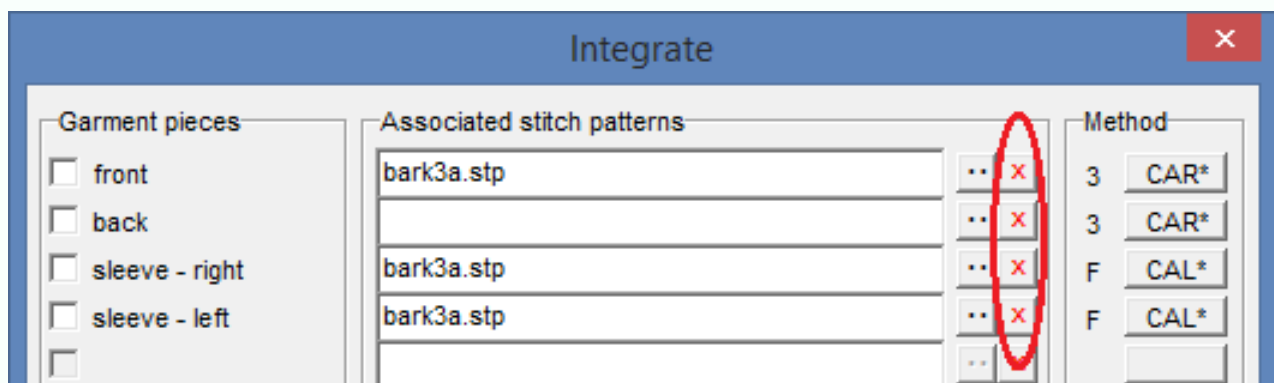 Integrate x
Garment pieces Associated stitch patterns Method
front bark3a.stp .. x 3 CAR*
back .. x 3 CAR*
sleeve - right bark3a.stp .. x F CAL*
sleeve - left bark3a.stp .. x F CAL*
..